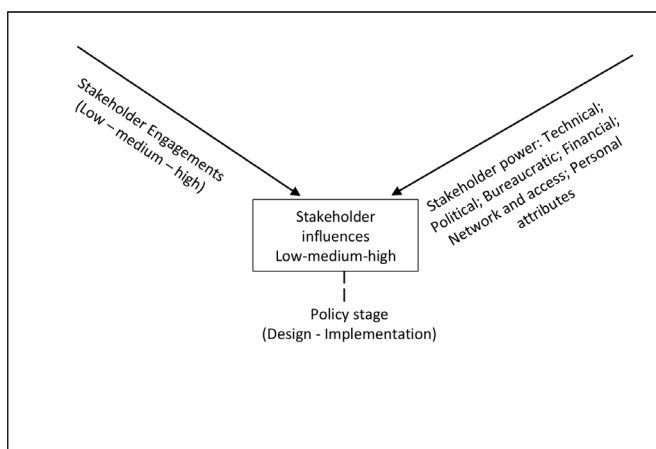 Stakeholder Engagements
(Low – medium – high)
Stakeholder power: Technical;
Political; Bureaucratic; Financial;
Network and access; Personal
attributes
Stakeholder
influences
Low-medium-high
Policy stage
(Design - Implementation)